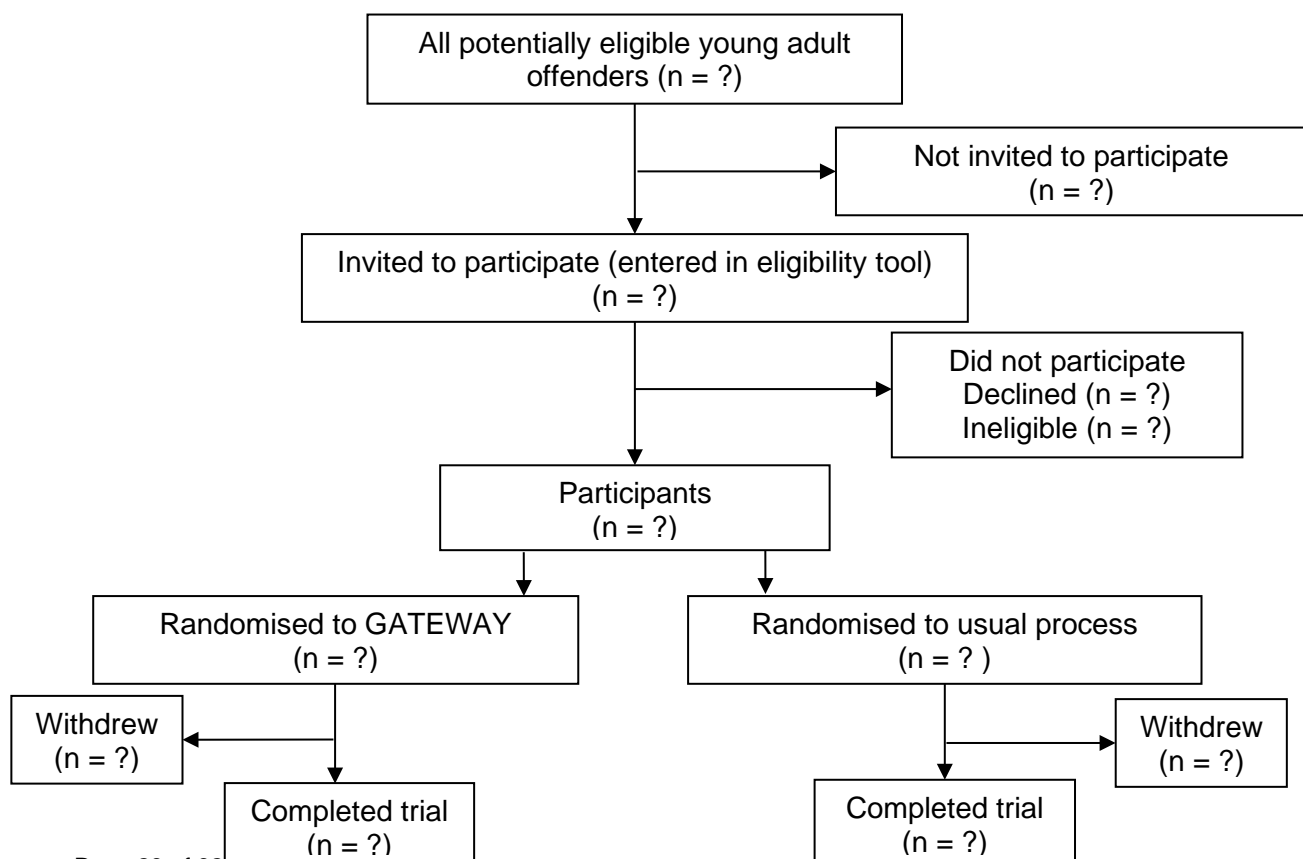 All potentially eligible young adult
offenders (n = ?)
Not invited to participate
(n = ?)
Invited to participate (entered in eligibility tool)
(n = ?)
Did not participate
Declined (n = ?)
Ineligible (n = ?)
Participants
(n = ?)
Randomised to GATEWAY
(n = ?)
Randomised to usual process
(n = ? )
Withdrew
(n = ?)
Withdrew
(n = ?)
Completed trial
(n = ?)
Completed trial
(n = ?)